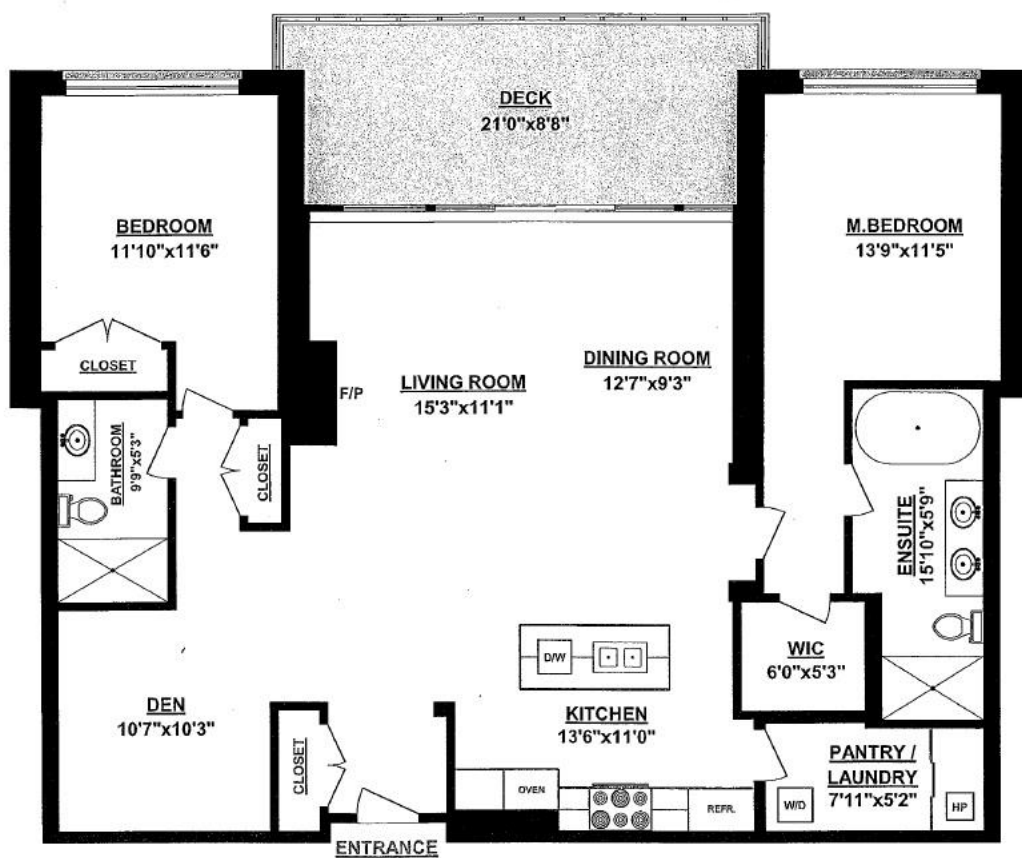 DECK
21'0"x8'8"
BEDROOM
11'10"x11'6"
M.BEDROOM
13'9"x11'5"
CLOSET
F/P
LIVING ROOM
15'3"x11'1"
DINING ROOM
12'7"x9'3"
BATHROOM
9'9"x5'3"
CLOSET
ENSUITE
15'10"x5'9"
D/W
WIC
6'0"x5'3"
DEN
10'7"x10'3"
KITCHEN
13'6"x11'0"
CLOSET
PANTRY /
LAUNDRY
7'11"x5'2"
OVEN
REFR.
W/D
HP
ENTRANCE